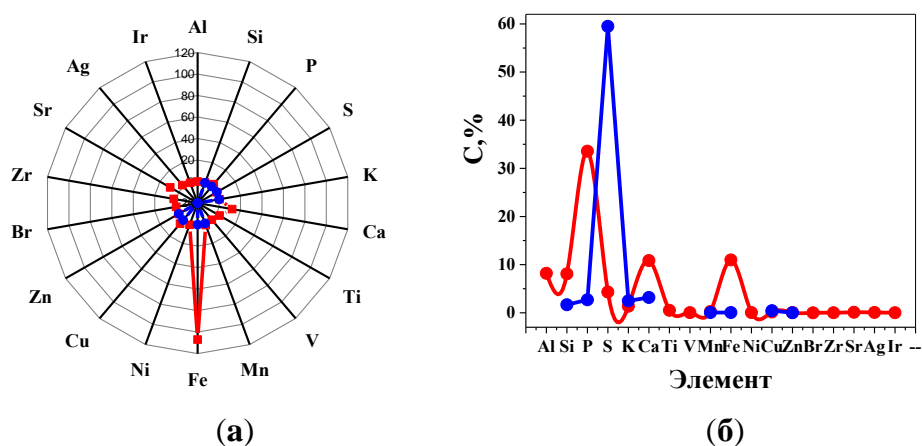 Al
Si
P
S
K
Ca
Ti
V
Mn
Fe
Ni
Cu
Zn
Br
Zr
Sr
Ag
Ir
120
100
80
60
40
20
(а)
C,%
60
50
40
30
20
10
0
Al Si P S K Ca Ti V Mn Fe Ni Cu Zn Br Zr Sr Ag Ir --
Элемент
(б)